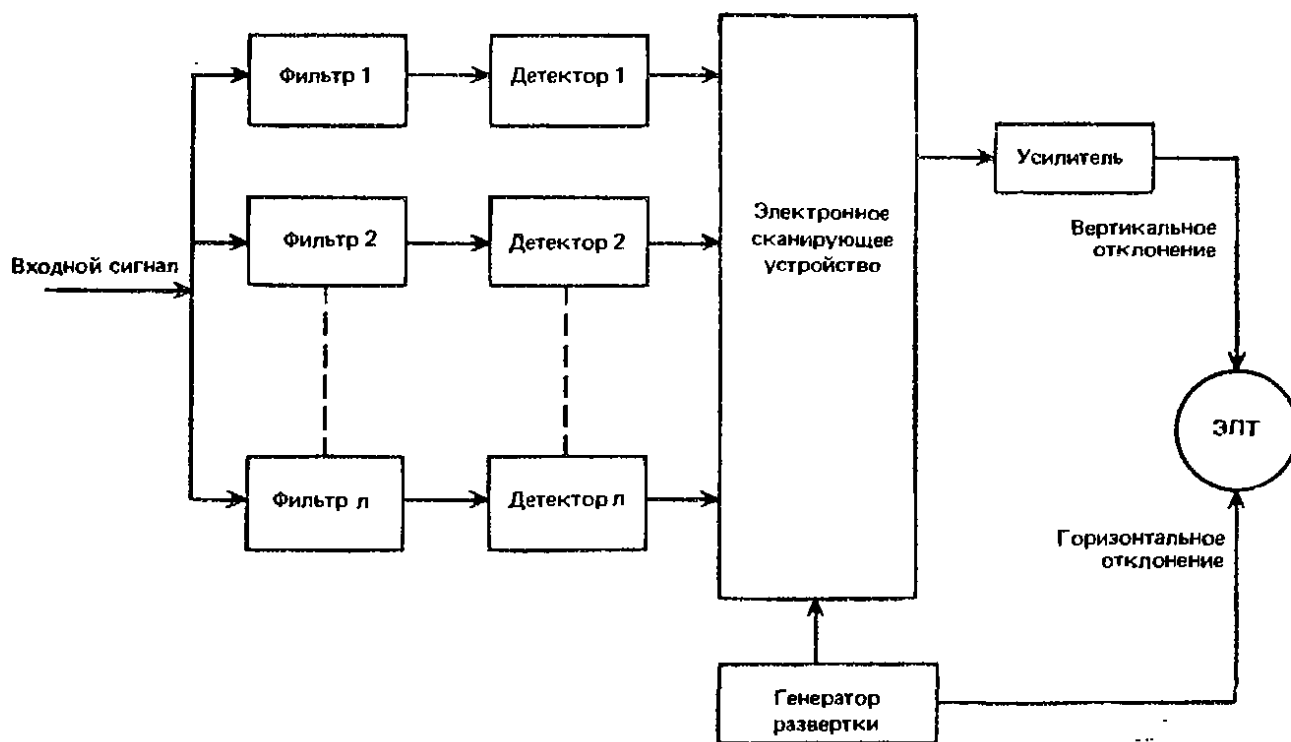 Фильтр 1
Детектор 1
Усилитель
Фильтр 2
Детектор 2
Электронное
сканирующее
устройство
Вертикальное
отклонение
Входной сигнал
ЭЛТ
Фильтр п
Детектор п
Горизонтальное
отклонение
Генератор
развертки